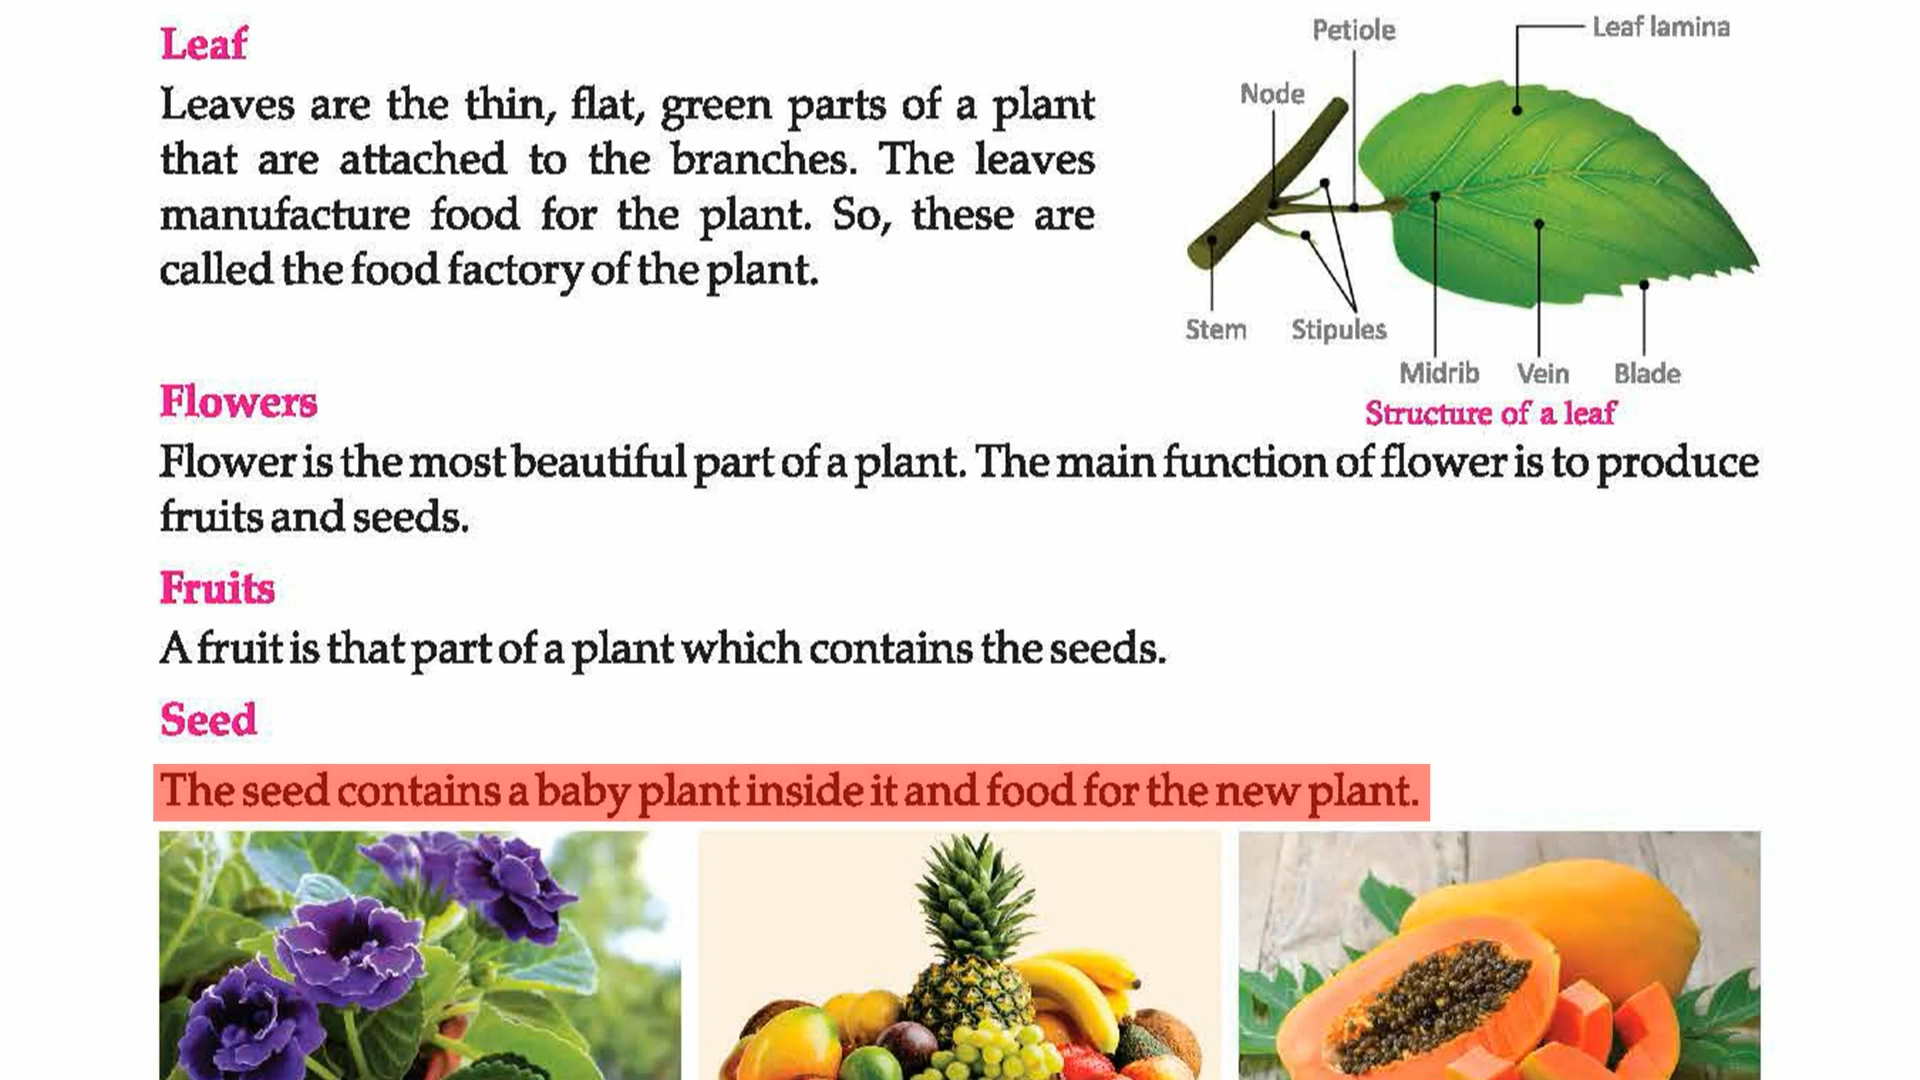 Leaf
Leaves are the thin, flat, green parts of a plant
that are attached to the branches. The leaves
manufacture food for the plant. So, these are
called the food factory of the plant.
Petiole
Leaf lamina
Node
Stem
Stipules
Midrib
Vein
Blade
Structure of a leaf
Flowers
Flower is the most beautiful part of a plant. The main function of flower is to produce
fruits and seeds.
Fruits
A fruit is that part of a plant which contains the seeds.
Seed
The seed contains a baby plant inside it and food for the new plant.